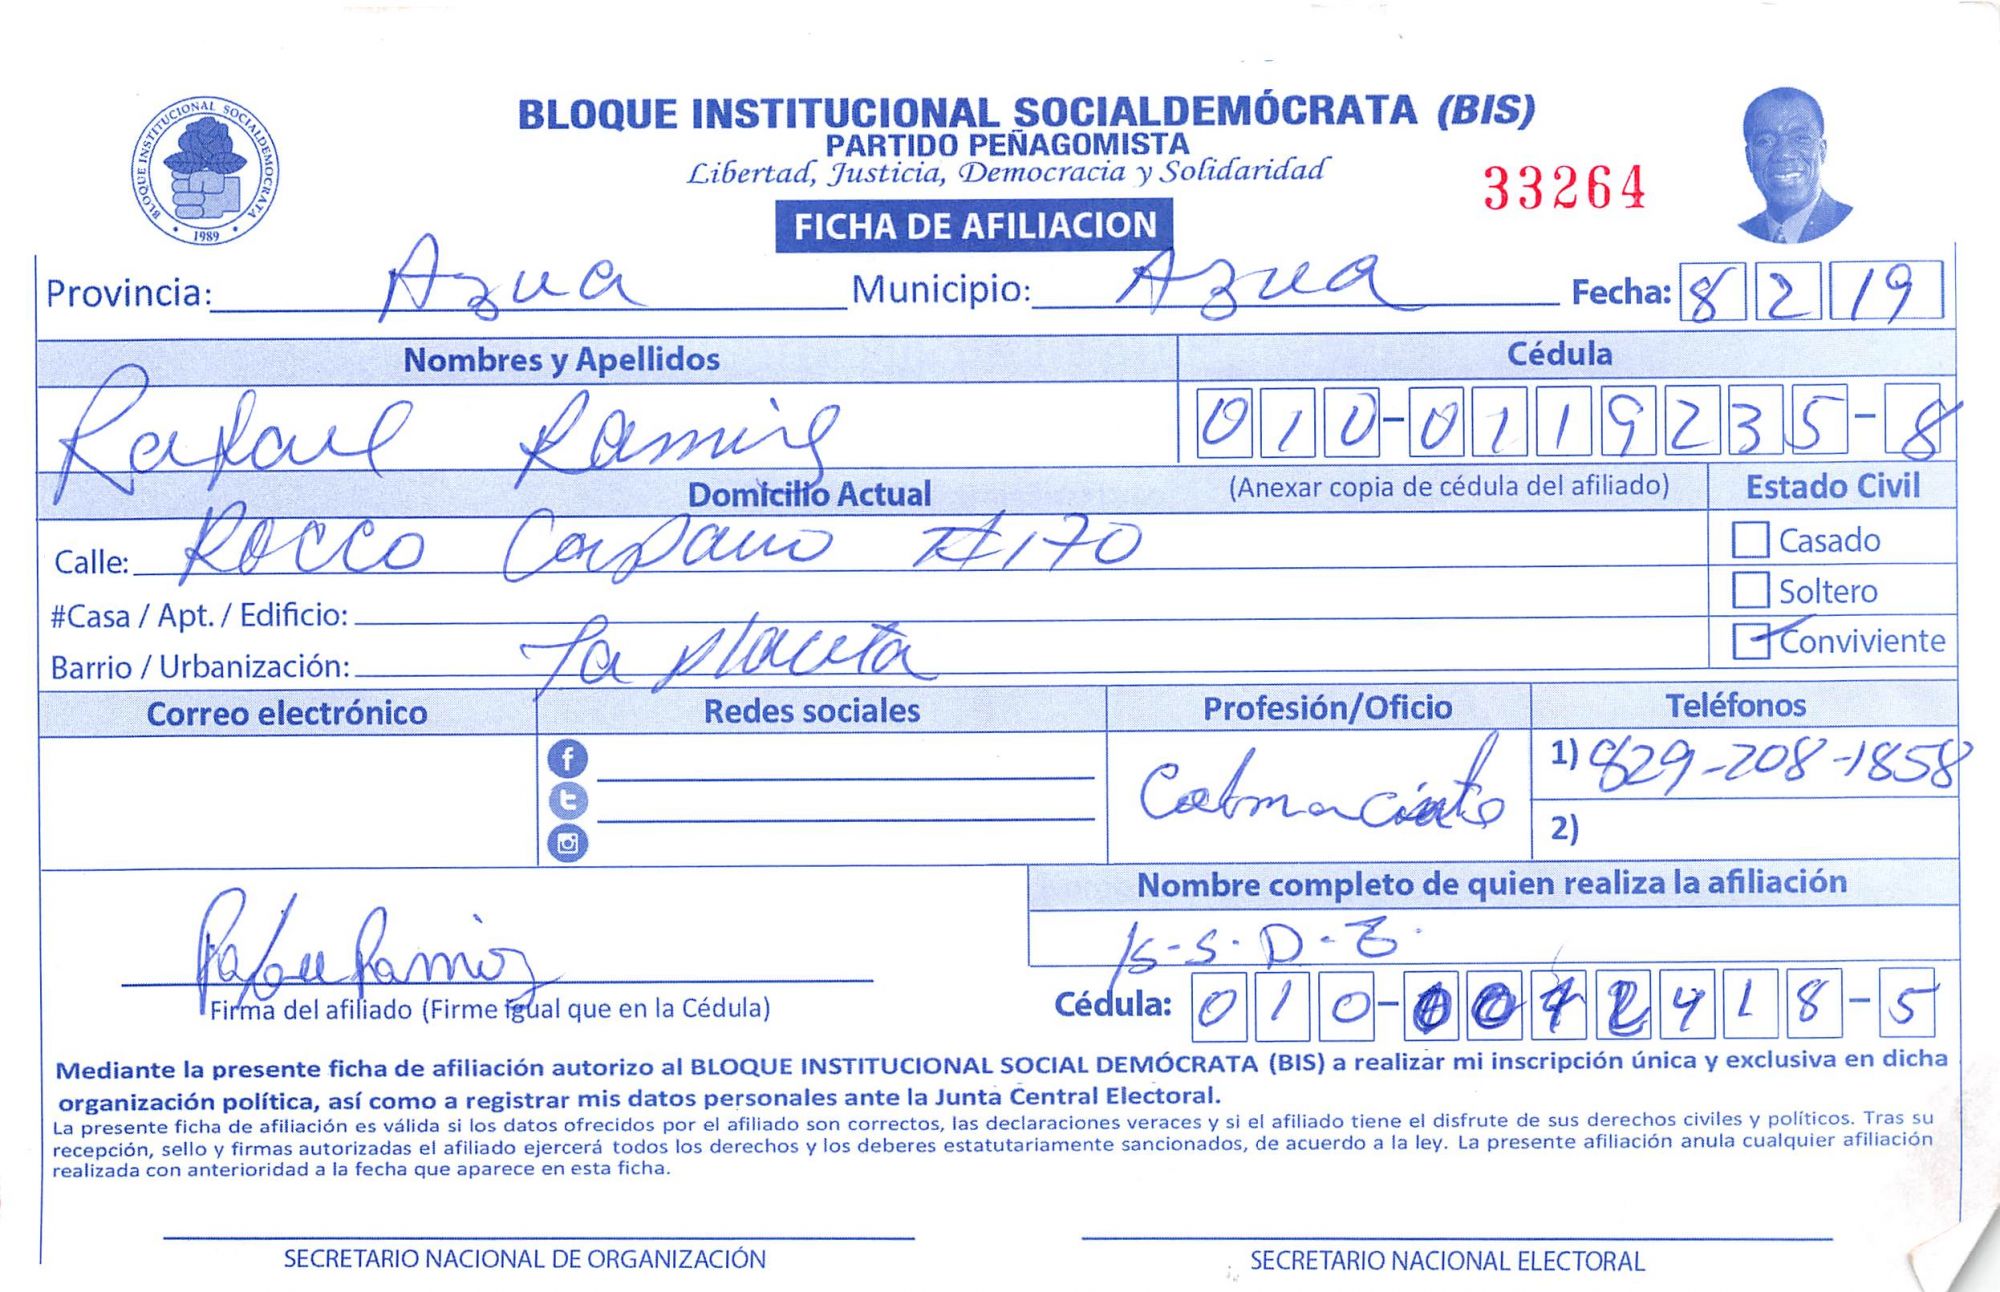 BLOQUE INSTITUCIONAL SOCIALDEMOCRATA
1989
BLOQUE INSTITUCIONAL SOCIALDEMÓCRATA (BIS)
PARTIDO PEÑAGOMISTA
Libertad, Justicia, Democracia y Solidaridad
33264
FICHA DE AFILIACION
Provincia: Azua Municipio: Azua Fecha: 8 2 19
Nombres y Apellidos Cédula
Rafael Ramirez 010-0119235-8
Domicilio Actual (Anexar copia de cédula del afiliado) Estado Civil
Calle: Rocco #170 Casado
#Casa / Apt. / Edificio: Soltero
Barrio / Urbanización: La placeta Conviviente
Correo electrónico Redes sociales Profesión/Oficio Teléfonos
1) 829-208-1858
2)
Nombre completo de quien realiza la afiliación
Rafael Ramirez
Firma del afiliado (Firme igual que en la Cédula) Cédula: 010-0072418-5
Mediante la presente ficha de afiliación autorizo al BLOQUE INSTITUCIONAL SOCIAL DEMÓCRATA (BIS) a realizar mi inscripción única y exclusiva en dicha
organización política, así como a registrar mis datos personales ante la Junta Central Electoral.
La presente ficha de afiliación es válida si los datos ofrecidos por el afiliado son correctos, las declaraciones veraces y si el afiliado tiene el disfrute de sus derechos civiles y políticos. Tras su
recepción, sello y firmas autorizadas el afiliado ejercerá todos los derechos y los deberes estatutariamente sancionados, de acuerdo a la ley. La presente afiliación anula cualquier afiliación
realizada con anterioridad a la fecha que aparece en esta ficha.
SECRETARIO NACIONAL DE ORGANIZACIÓN SECRETARIO NACIONAL ELECTORAL